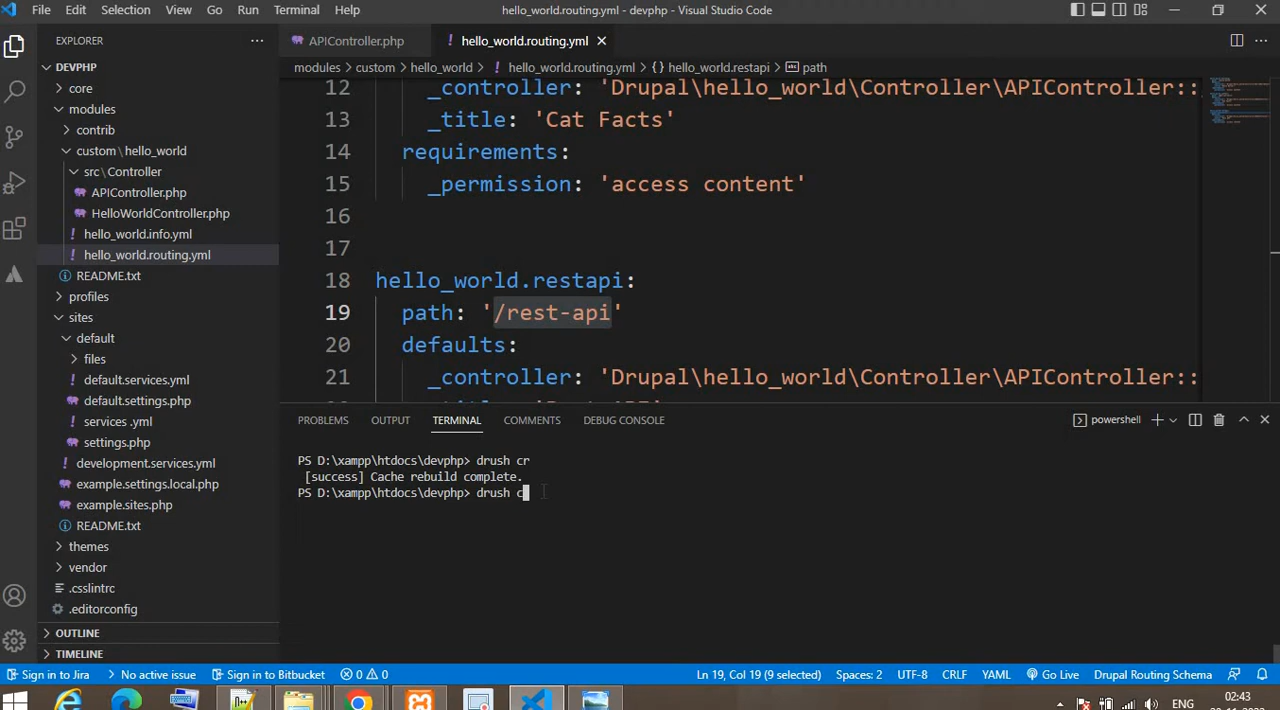 File Edit Selection View Go Run Terminal Help
hello_world.routing.yml - devphp - Visual Studio Code
EXPLORER
DEVPHP
core
modules
contrib
custom\hello_world
src\Controller
APIController.php
HelloWorldController.php
hello_world.info.yml
hello_world.routing.yml
README.txt
profiles
sites
default
files
default.services.yml
default.settings.php
services .yml
settings.php
development.services.yml
example.settings.local.php
example.sites.php
README.txt
themes
vendor
.csslintrc
.editorconfig
OUTLINE
TIMELINE
APIController.php
hello_world.routing.yml
modules > custom > hello_world > hello_world.routing.yml > {} hello_world.restapi > path
12 _controller: 'Drupal\hello_world\Controller\APIController::
13 _title: 'Cat Facts'
14 requirements:
15 _permission: 'access content'
16
17
18 hello_world.restapi:
19 path: '/rest-api'
20 defaults:
21 _controller: 'Drupal\hello_world\Controller\APIController::
PROBLEMS OUTPUT TERMINAL COMMENTS DEBUG CONSOLE
powershell
PS D:\xampp\htdocs\devphp> drush cr
[success] Cache rebuild complete.
PS D:\xampp\htdocs\devphp> drush c
Sign in to Jira No active issue Sign in to Bitbucket 0 0 Ln 19, Col 19 (9 selected) Spaces: 2 UTF-8 CRLF YAML Go Live Drupal Routing Schema
ENG
02:43